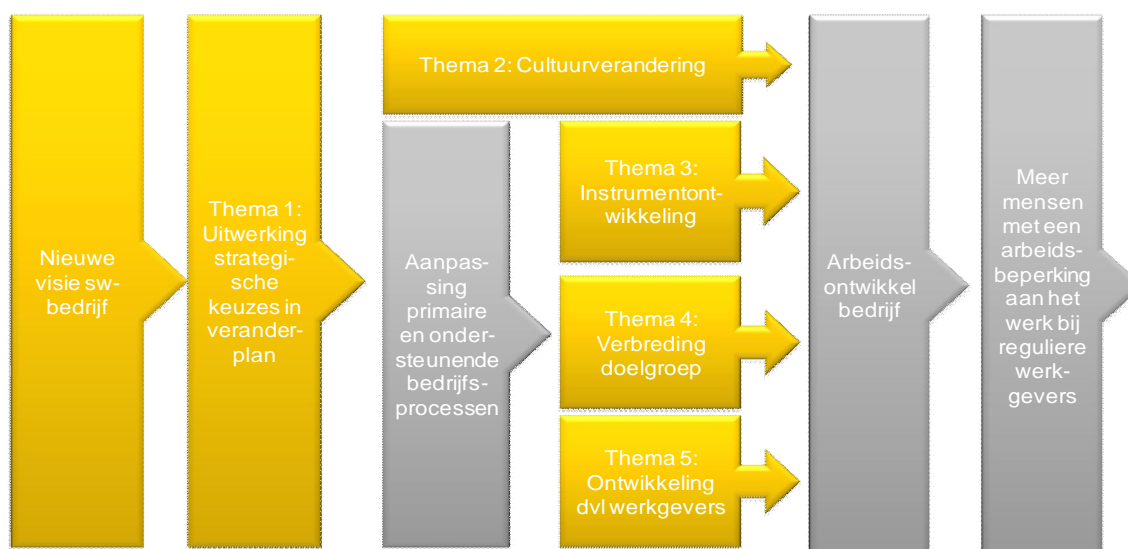 Nieuwe
visie sw-
bedrijf
Thema 1:
Uitwerking
strategi-
sche
keuzes in
verander-
plan
Thema 2: Cultuurverandering
Aanpas-
sing
primaire
en onder-
steunende
bedrijfs-
processen
Thema 3:
Instrumentont-
wikkeling
Thema 4:
Verbreding
doelgroep
Thema 5:
Ontwikkeling
dvl werkgevers
Arbeids-
ontwikkel
bedrijf
Meer
mensen
met een
arbeids-
beperking
aan het
werk bij
reguliere
werk-
gevers